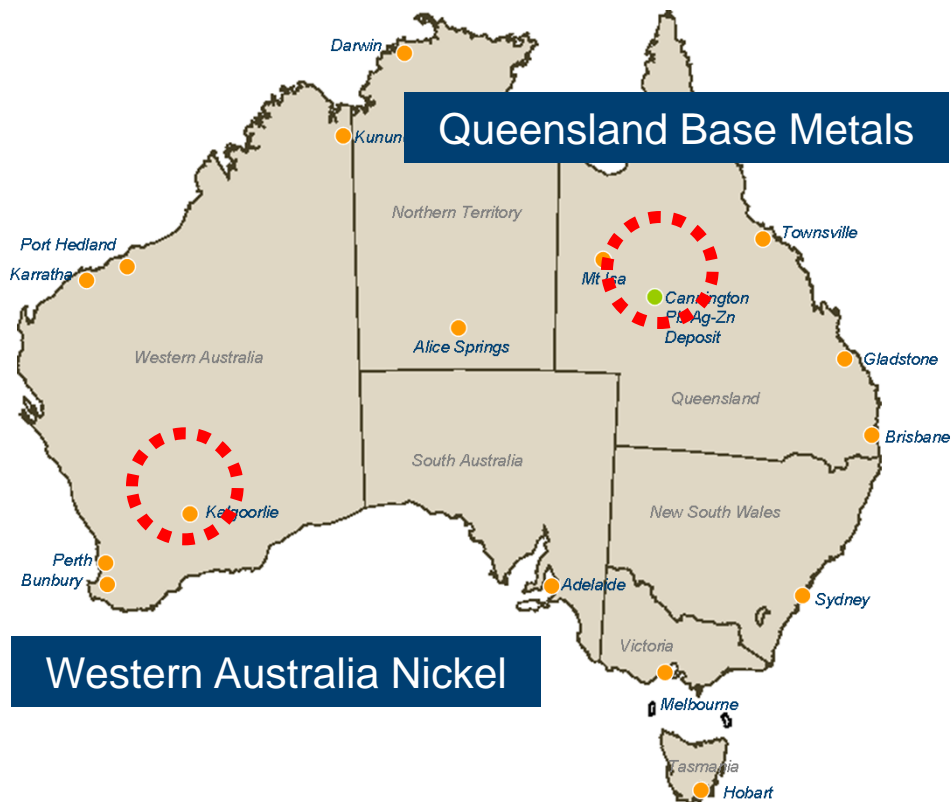 Darwin
Queensland Base Metals
Kunun
Northern Territory
Port Hedland
Karratha
Townsville
Mt Isa
Cannington
Pb-Ag-Zn
Deposit
Alice Springs
Western Australia
Gladstone
Queensland
Brisbane
South Australia
New South Wales
Kalgoorlie
Perth
Bunbury
Adelaide
Sydney
Victoria
Western Australia Nickel
Melbourne
Tasmania
Hobart